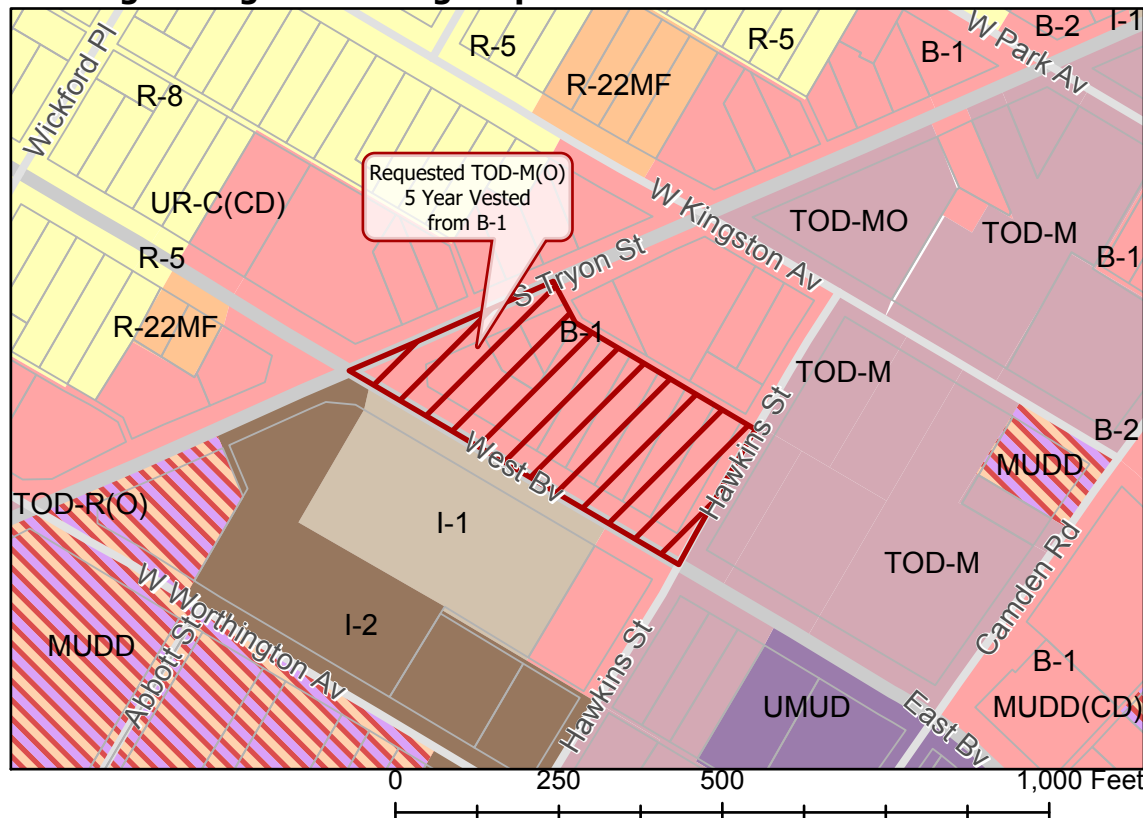 R-5
R-5
B-1
B-2
I-1
W Park Av
Wickford Pl
R-8
R-22MF
Requested TOD-M(O)
5 Year Vested
from B-1
UR-C(CD)
W Kingston Av
TOD-MO
TOD-M
B-1
R-5
S Tryon St
R-22MF
B-1
TOD-M
Hawkins St
B-2
MUDD
West Bv
TOD-R(O)
I-1
TOD-M
Camden Rd
W Worthington Av
I-2
MUDD
Abbott St
Hawkins St
B-1
UMUD
East Bv
MUDD(CD)
0 250 500 1,000 Feet